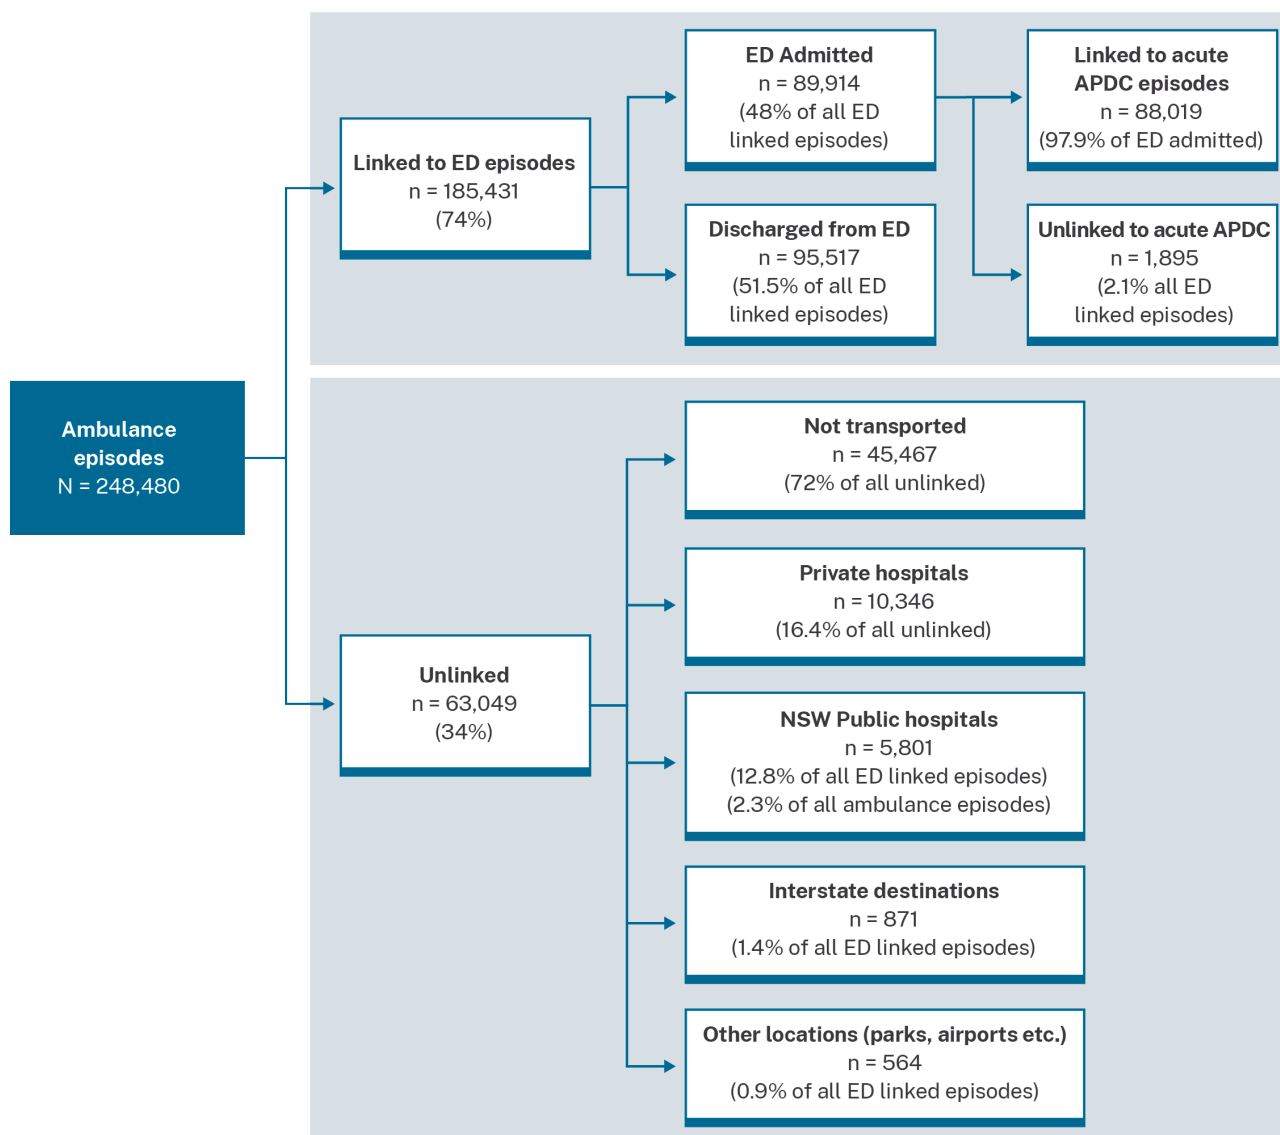 Ambulance
episodes
N = 248,480
Linked to ED episodes
n = 185,431
(74%)
ED Admitted
n = 89,914
(48% of all ED
linked episodes)
Linked to acute
APDC episodes
n = 88,019
(97.9% of ED admitted)
Discharged from ED
n = 95,517
(51.5% of all ED
linked episodes)
Unlinked to acute APDC
n = 1,895
(2.1% all ED
linked episodes)
Unlinked
n = 63,049
(34%)
Not transported
n = 45,467
(72% of all unlinked)
Private hospitals
n = 10,346
(16.4% of all unlinked)
NSW Public hospitals
n = 5,801
(12.8% of all ED linked episodes)
(2.3% of all ambulance episodes)
Interstate destinations
n = 871
(1.4% of all ED linked episodes)
Other locations (parks, airports etc.)
n = 564
(0.9% of all ED linked episodes)